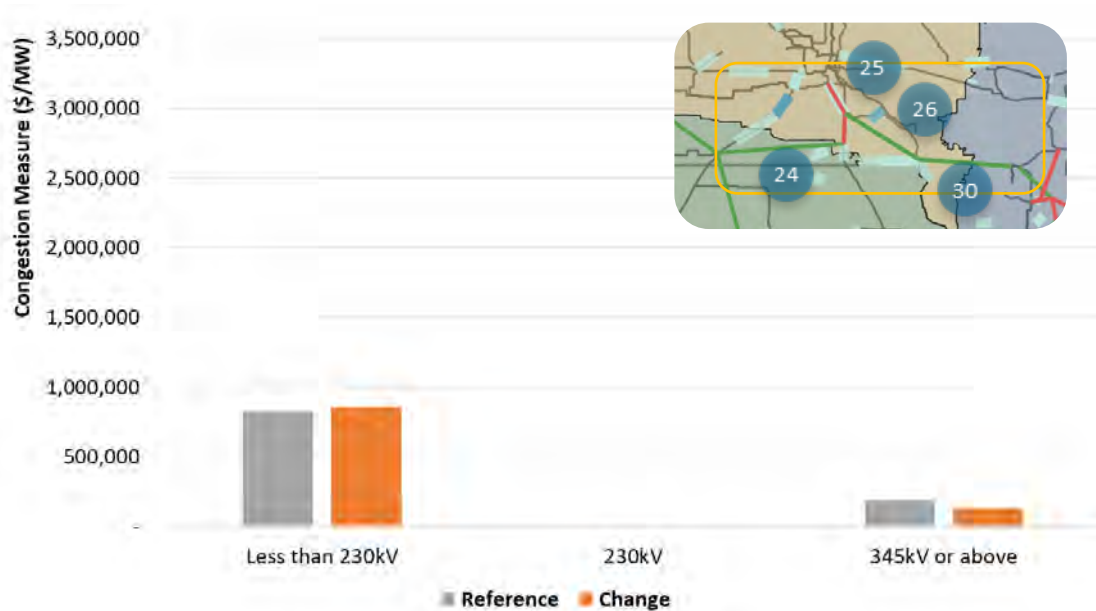 Congestion Measure ($/MW)
3,500,000
3,000,000
2,500,000
2,000,000
1,500,000
1,000,000
500,000
-
25
26
24
30
Less than 230kV
230kV
345kV or above
Reference
Change